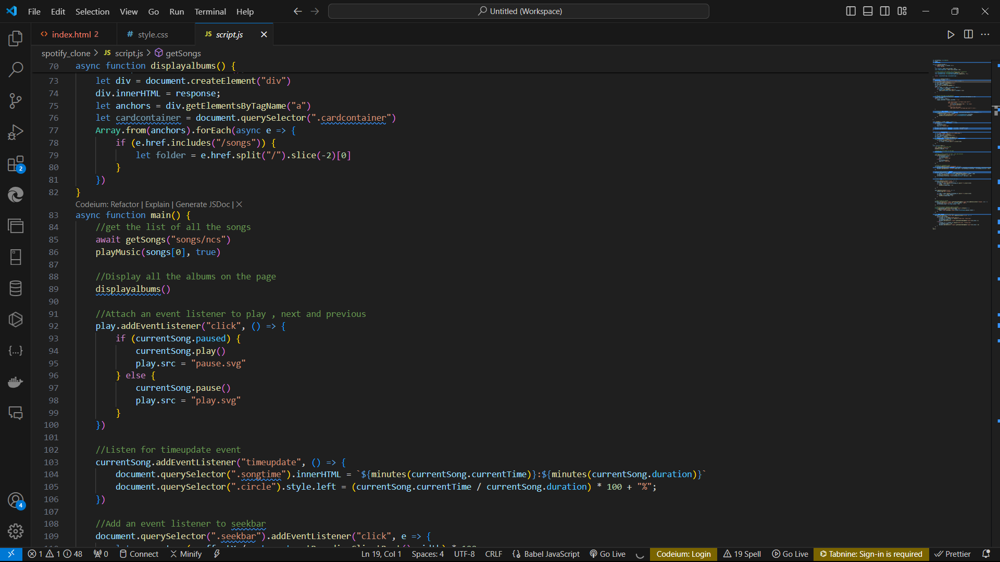 File Edit Selection View Go Run Terminal Help
Untitled (Workspace)
index.html 2
# style.css
JS script.js
spotify_clone > JS script.js > getSongs
70 async function displayalbums() {
73 let div = document.createElement("div")
74 div.innerHTML = response;
75 let anchors = div.getElementsByTagName("a")
76 let cardcontainer = document.querySelector(".cardcontainer")
77 Array.from(anchors).forEach(async e => {
78 if (e.href.includes("/songs")) {
79 let folder = e.href.split("/").slice(-2)[0]
80 }
81 })
82 }
Codeium: Refactor | Explain | Generate JSDoc | X
83 async function main() {
84 //get the list of all the songs
85 await getSongs("songs/ncs")
86 playMusic(songs[0], true)
87
88 //Display all the albums on the page
89 displayalbums()
90
91 //Attach an event listener to play , next and previous
92 play.addEventListener("click", () => {
93 if (currentSong.paused) {
94 currentSong.play()
95 play.src = "pause.svg"
96 } else {
97 currentSong.pause()
98 play.src = "play.svg"
99 }
100 })
101
102 //Listen for timeupdate event
103 currentSong.addEventListener("timeupdate", () => {
104 document.querySelector(".songtime").innerHTML = `${minutes(currentSong.currentTime)}:${minutes(currentSong.duration)}`
105 document.querySelector(".circle").style.left = (currentSong.currentTime / currentSong.duration) * 100 + "%";
106 })
107
108 //Add an event listener to seekbar
109 document.querySelector(".seekbar").addEventListener("click", e => {
2
4
1 1 48 0 Connect Minify Ln 19, Col 1 Spaces: 4 UTF-8 CRLF Babel JavaScript Go Live Codeium: Login 19 Spell Go Live Tabnine: Sign-in is required Prettier